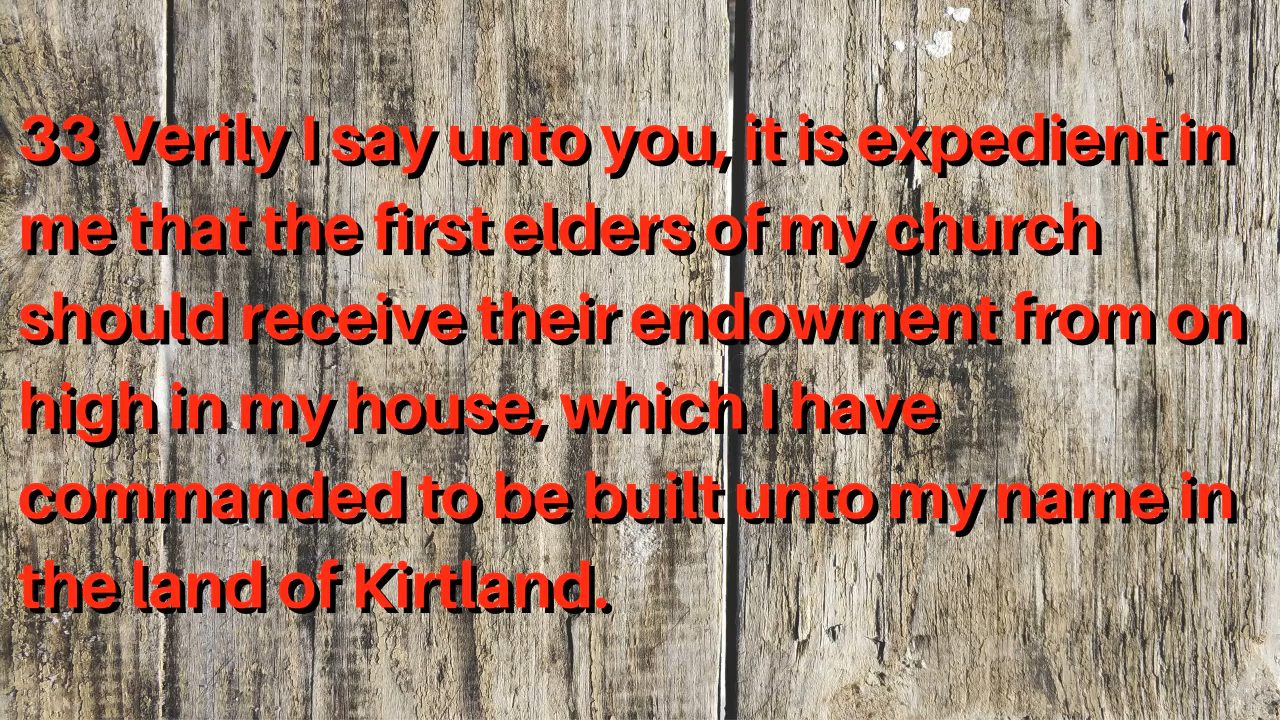 33 Verily I say unto you, it is expedient in
me that the first elders of my church
should receive their endowment from on
high in my house, which I have
commanded to be built unto my name in
the land of Kirtland.